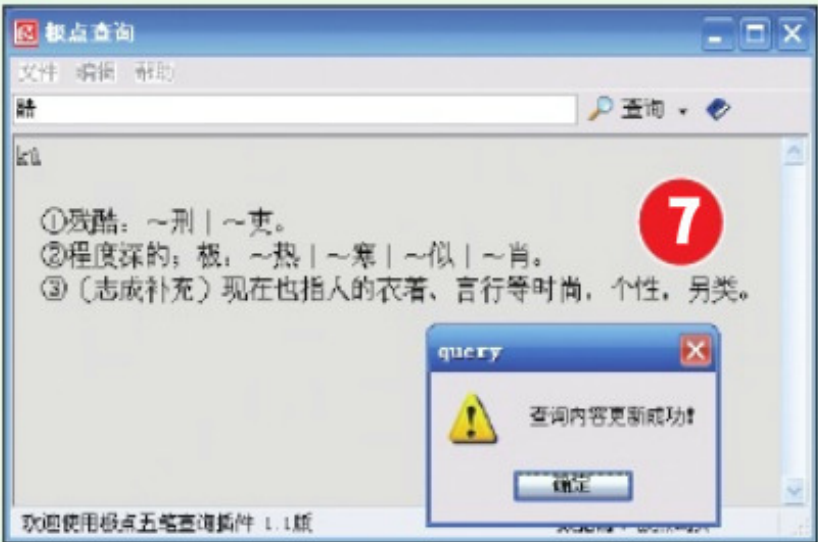 极点查询
文件 编辑 帮助
酷
查询
kù
①残酷：～刑｜～吏。
②程度深的；极：～热｜～寒｜～似｜～肖。
③（志成补充）现在也指人的衣着、言行等时尚，个性，另类。
7
query
查询内容更新成功!
确定
欢迎使用极点五笔查询插件 1.1版